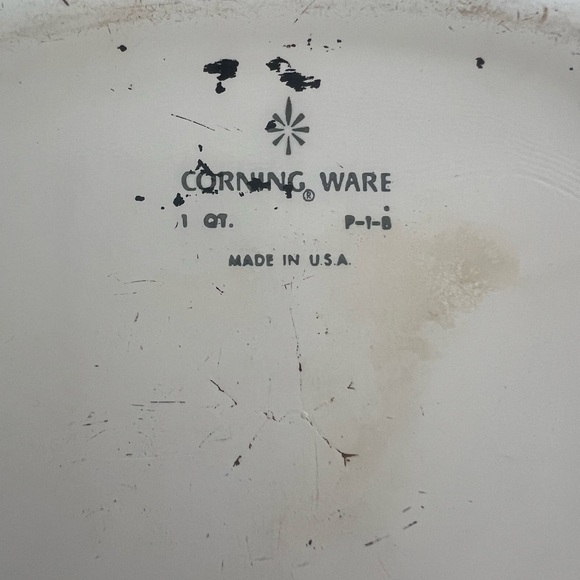 CORNING® WARE
1 QT. P-1-B
MADE IN U.S.A.